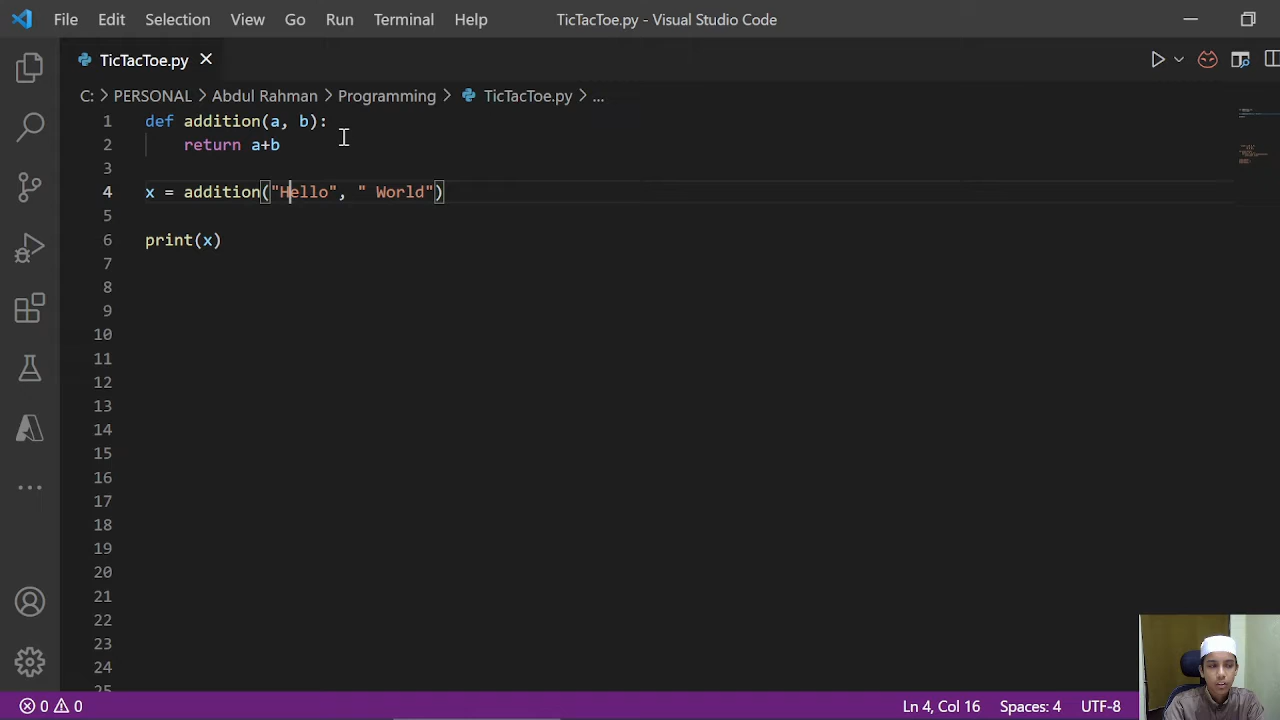 File Edit Selection View Go Run Terminal Help TicTacToe.py - Visual Studio Code
TicTacToe.py
C: > PERSONAL > Abdul Rahman > Programming > TicTacToe.py > ...
1 def addition(a, b):
2 return a+b
3
4 x = addition("Hello", " World")
5
6 print(x)
7
8
9
10
11
12
13
14
15
16
17
18
19
20
21
22
23
24
25
0 0 Ln 4, Col 16 Spaces: 4 UTF-8